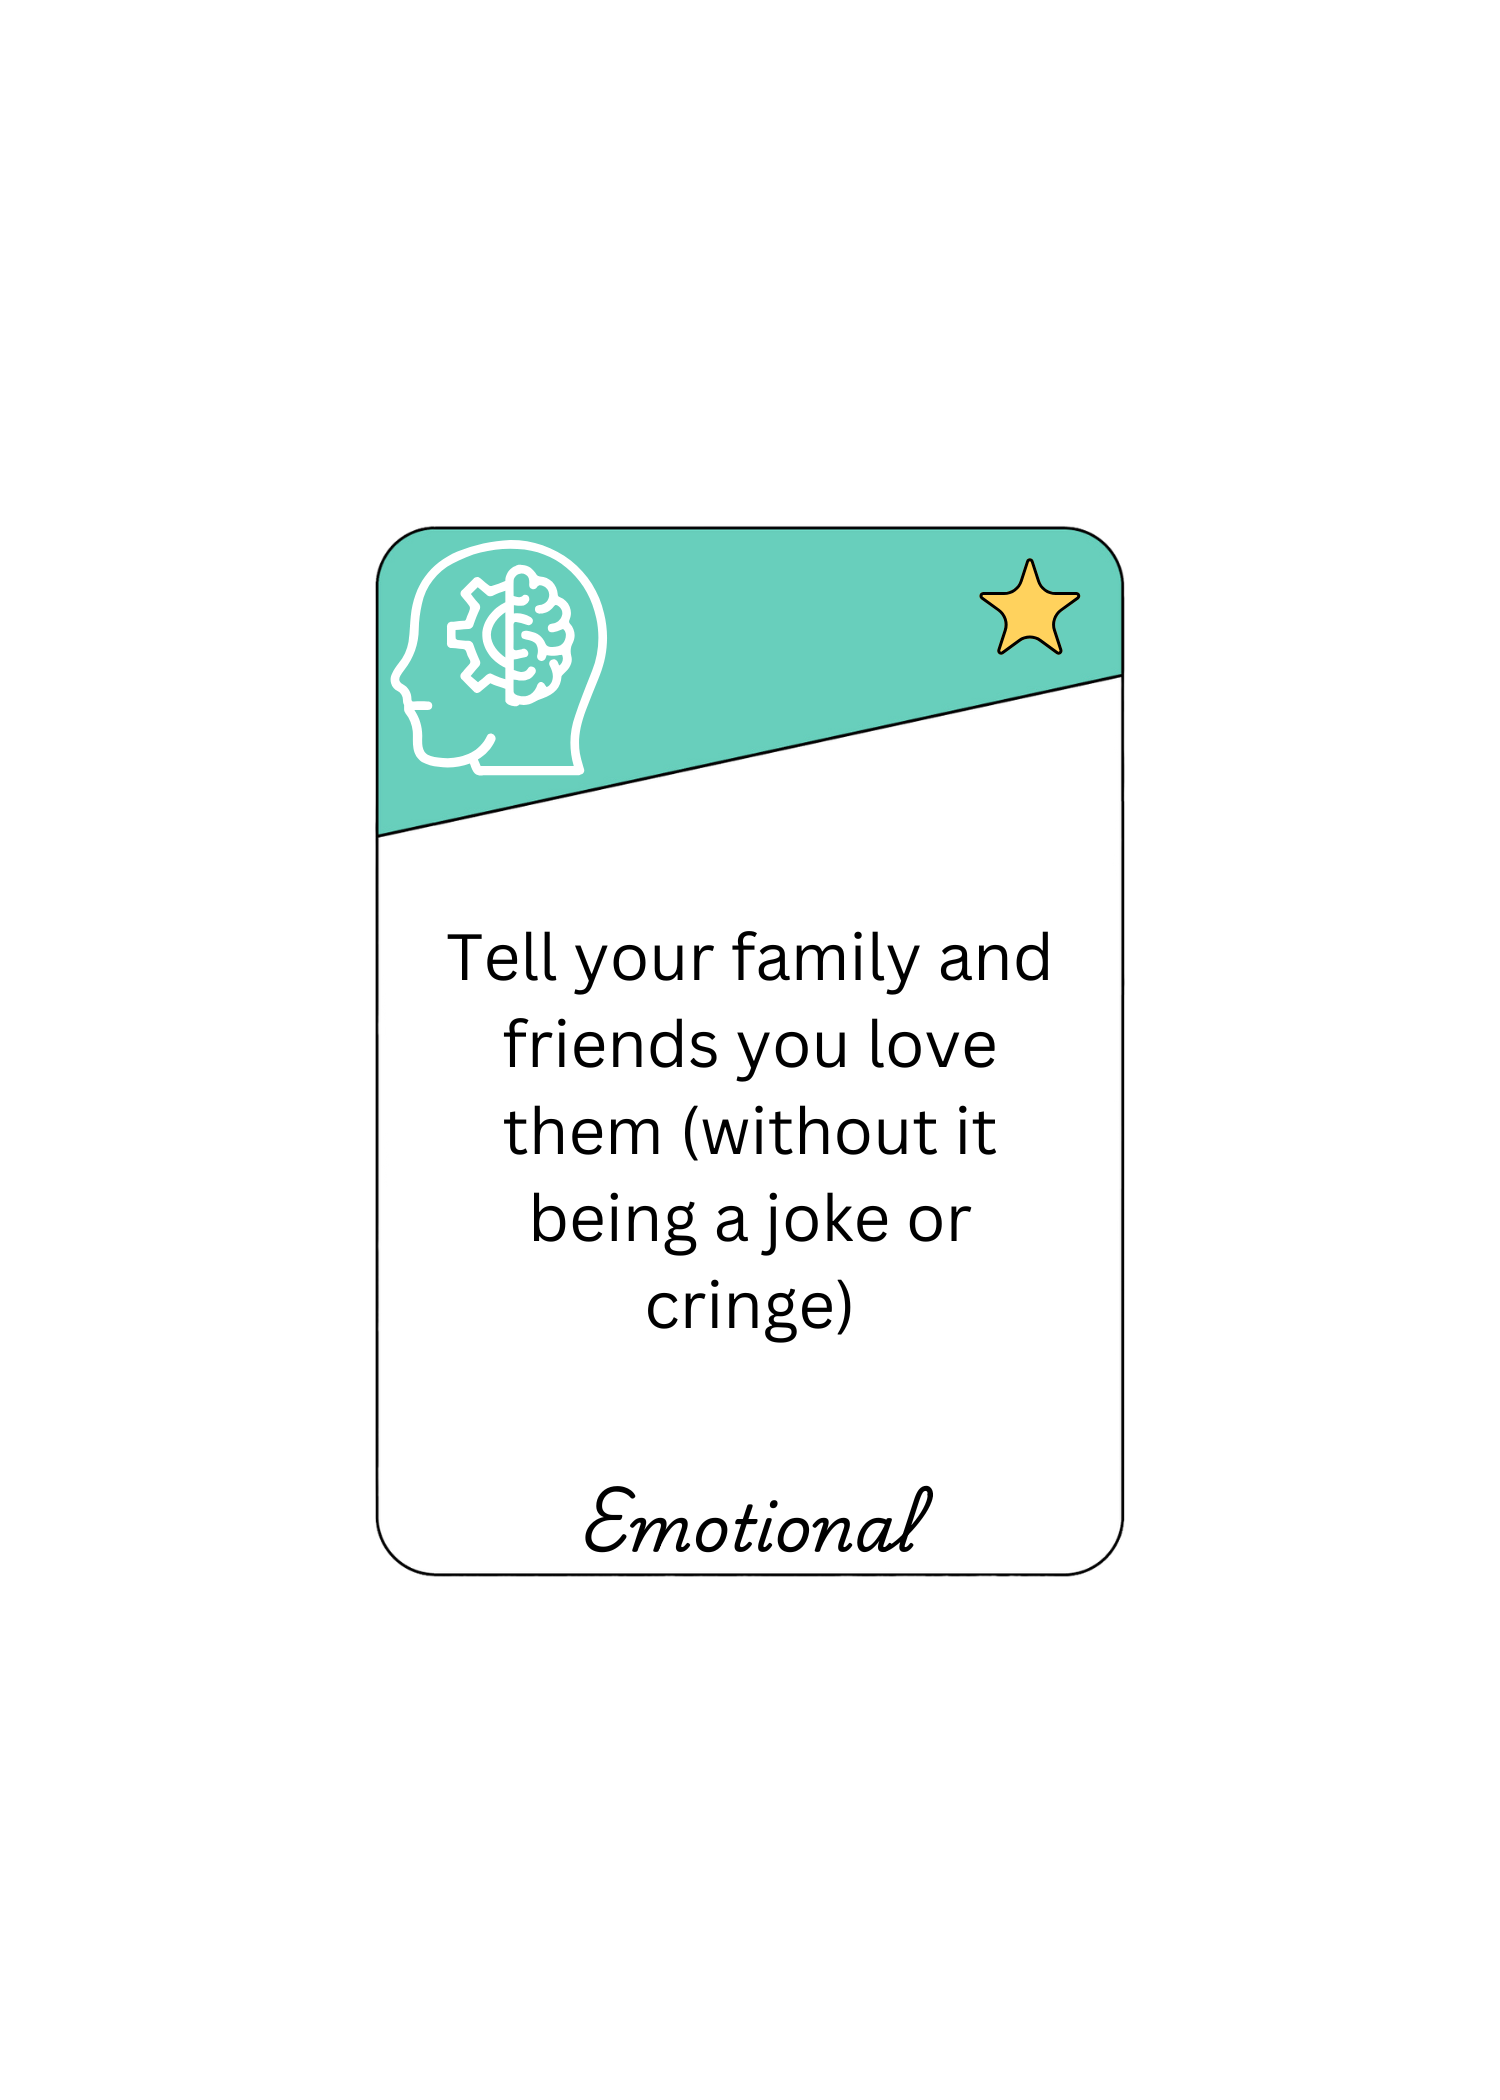 Tell your family and
friends you love
them (without it
being a joke or
cringe)
Emotional